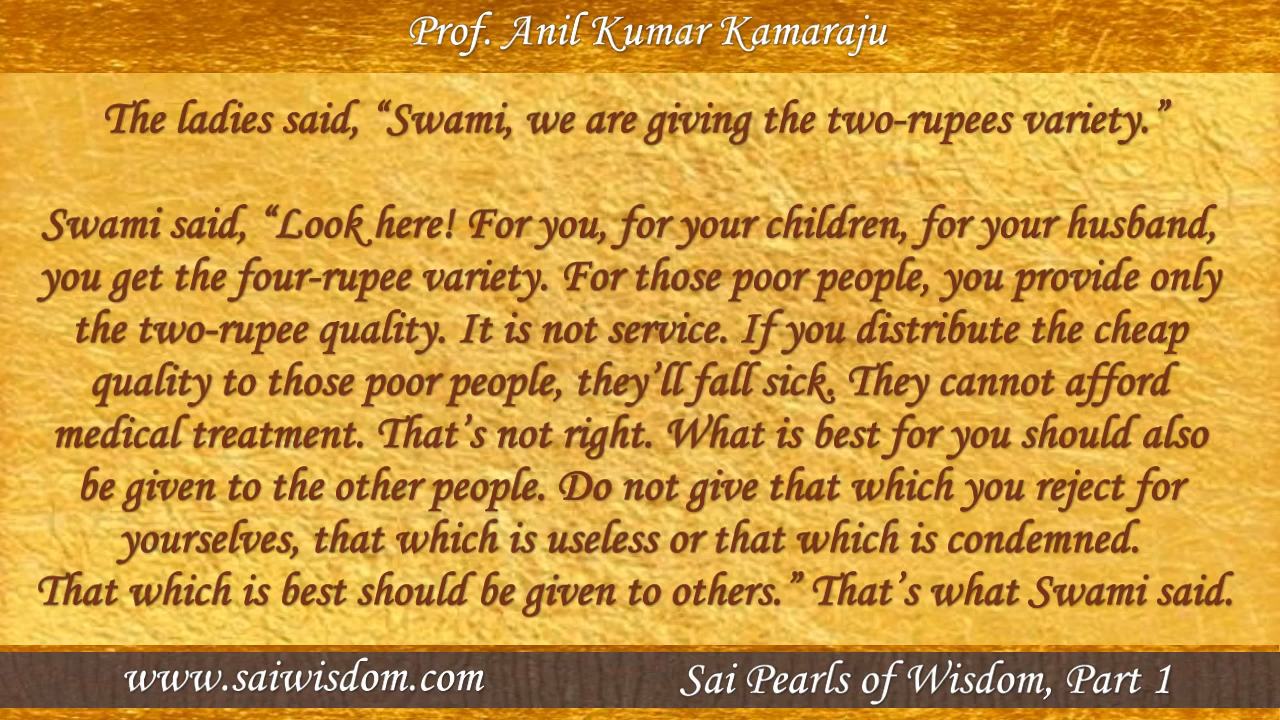 Prof. Anil Kumar Kamaraju
The ladies said, “Swami, we are giving the two-rupees variety.”
Swami said, “Look here! For you, for your children, for your husband,
you get the four-rupee variety. For those poor people, you provide only
the two-rupee quality. It is not service. If you distribute the cheap
quality to those poor people, they’ll fall sick. They cannot afford
medical treatment. That’s not right. What is best for you should also
be given to the other people. Do not give that which you reject for
yourselves, that which is useless or that which is condemned.
That which is best should be given to others.” That’s what Swami said.
www.saiwisdom.com
Sai Pearls of Wisdom, Part 1